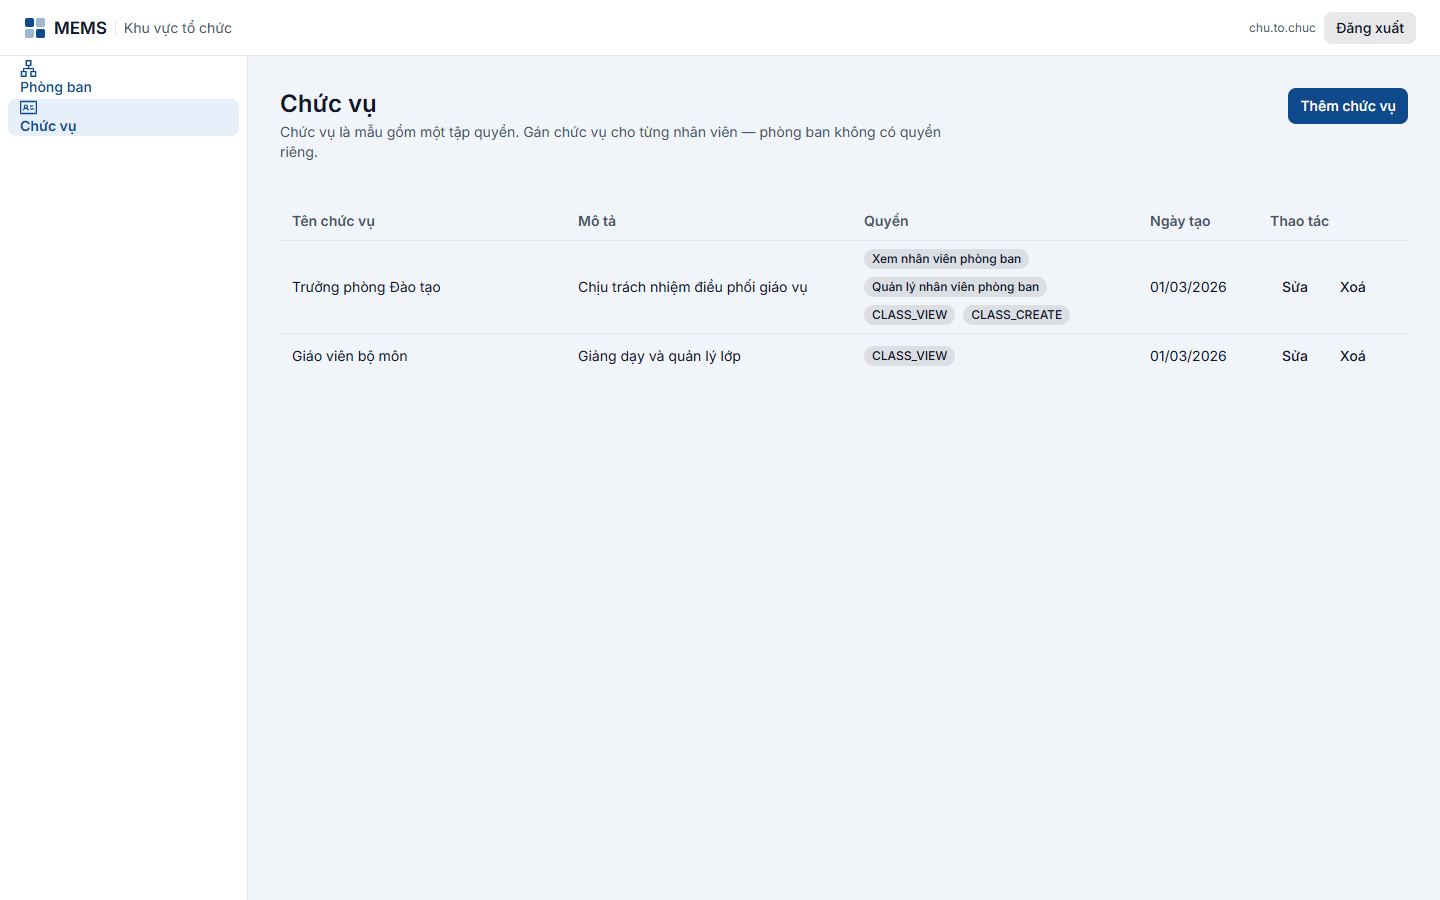 MEMS
Khu vực tổ chức
chu.to.chuc
Đăng xuất
Phòng ban
Chức vụ
Chức vụ
Thêm chức vụ
Chức vụ là mẫu gồm một tập quyền. Gán chức vụ cho từng nhân viên — phòng ban không có quyền
riêng.
Tên chức vụ
Mô tả
Quyền
Ngày tạo
Thao tác
Trưởng phòng Đào tạo
Chịu trách nhiệm điều phối giáo vụ
Xem nhân viên phòng ban
Quản lý nhân viên phòng ban
CLASS_VIEW
CLASS_CREATE
01/03/2026
Sửa
Xoá
Giáo viên bộ môn
Giảng dạy và quản lý lớp
CLASS_VIEW
01/03/2026
Sửa
Xoá